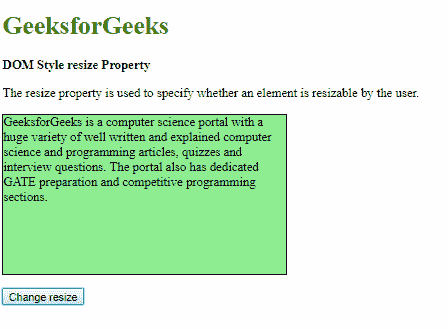 GeeksforGeeks
DOM Style resize Property
The resize property is used to specify whether an element is resizable by the user.
GeeksforGeeks is a computer science portal with a
huge variety of well written and explained computer
science and programming articles, quizzes and
interview questions. The portal also has dedicated
GATE preparation and competitive programming
sections.
Change resize